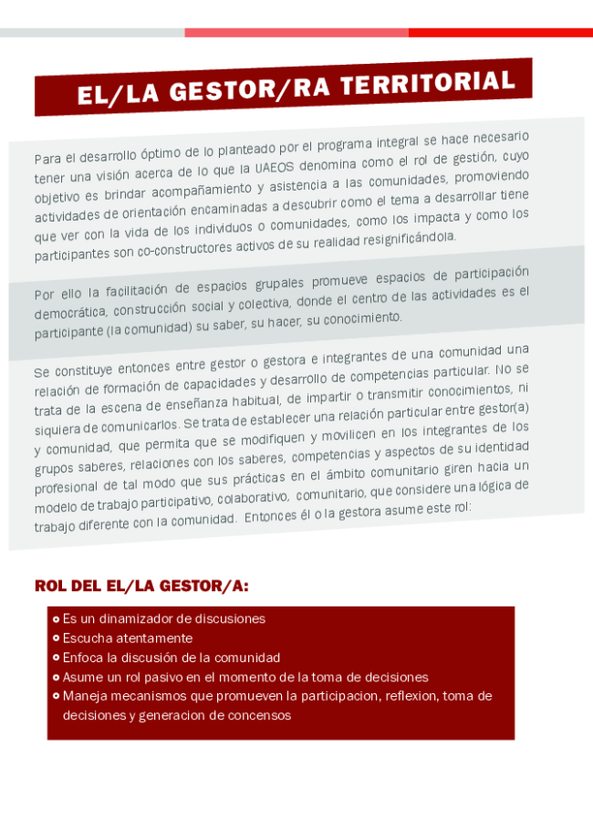 EL/LA GESTOR/RA TERRITORIAL
Para el desarrollo óptimo de lo planteado por el programa integral se hace necesario
tener una visión acerca de lo que la UAEOS denomina como el rol de gestión, cuyo
objetivo es brindar acompañamiento y asistencia a las comunidades, promoviendo
actividades de orientación encaminadas a descubrir como el tema a desarrollar tiene
que ver con la vida de los individuos o comunidades, como los impacta y como los
participantes son co-constructores activos de su realidad resignificándola.
Por ello la facilitación de espacios grupales promueve espacios de participación
democrática, construcción social y colectiva, donde el centro de las actividades es el
participante (la comunidad) su saber, su hacer, su conocimiento.
Se constituye entonces entre gestor o gestora e integrantes de una comunidad una
relación de formación de capacidades y desarrollo de competencias particular. No se
trata de la escena de enseñanza habitual, de impartir o transmitir conocimientos, ni
siquiera de comunicarlos. Se trata de establecer una relación particular entre gestor(a)
y comunidad, que permita que se modifiquen y movilicen en los integrantes de los
grupos saberes, relaciones con los saberes, competencias y aspectos de su identidad
profesional de tal modo que sus prácticas en el ámbito comunitario giren hacia un
modelo de trabajo participativo, colaborativo, comunitario, que considere una lógica de
trabajo diferente con la comunidad. Entonces él o la gestora asume este rol:
ROL DEL EL/LA GESTOR/A:
Es un dinamizador de discusiones
Escucha atentamente
Enfoca la discusión de la comunidad
Asume un rol pasivo en el momento de la toma de decisiones
Maneja mecanismos que promueven la participacion, reflexion, toma de
decisiones y generacion de concensos